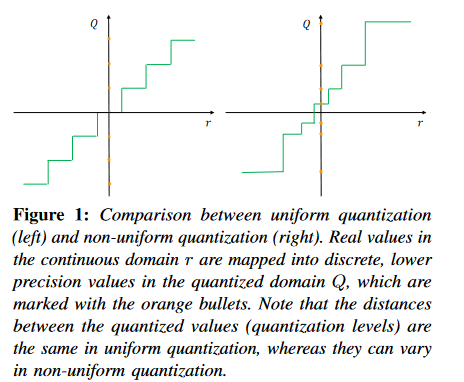 Q
Q
r
r
Figure 1: Comparison between uniform quantization
(left) and non-uniform quantization (right). Real values in
the continuous domain r are mapped into discrete, lower
precision values in the quantized domain Q, which are
marked with the orange bullets. Note that the distances
between the quantized values (quantization levels) are
the same in uniform quantization, whereas they can vary
in non-uniform quantization.